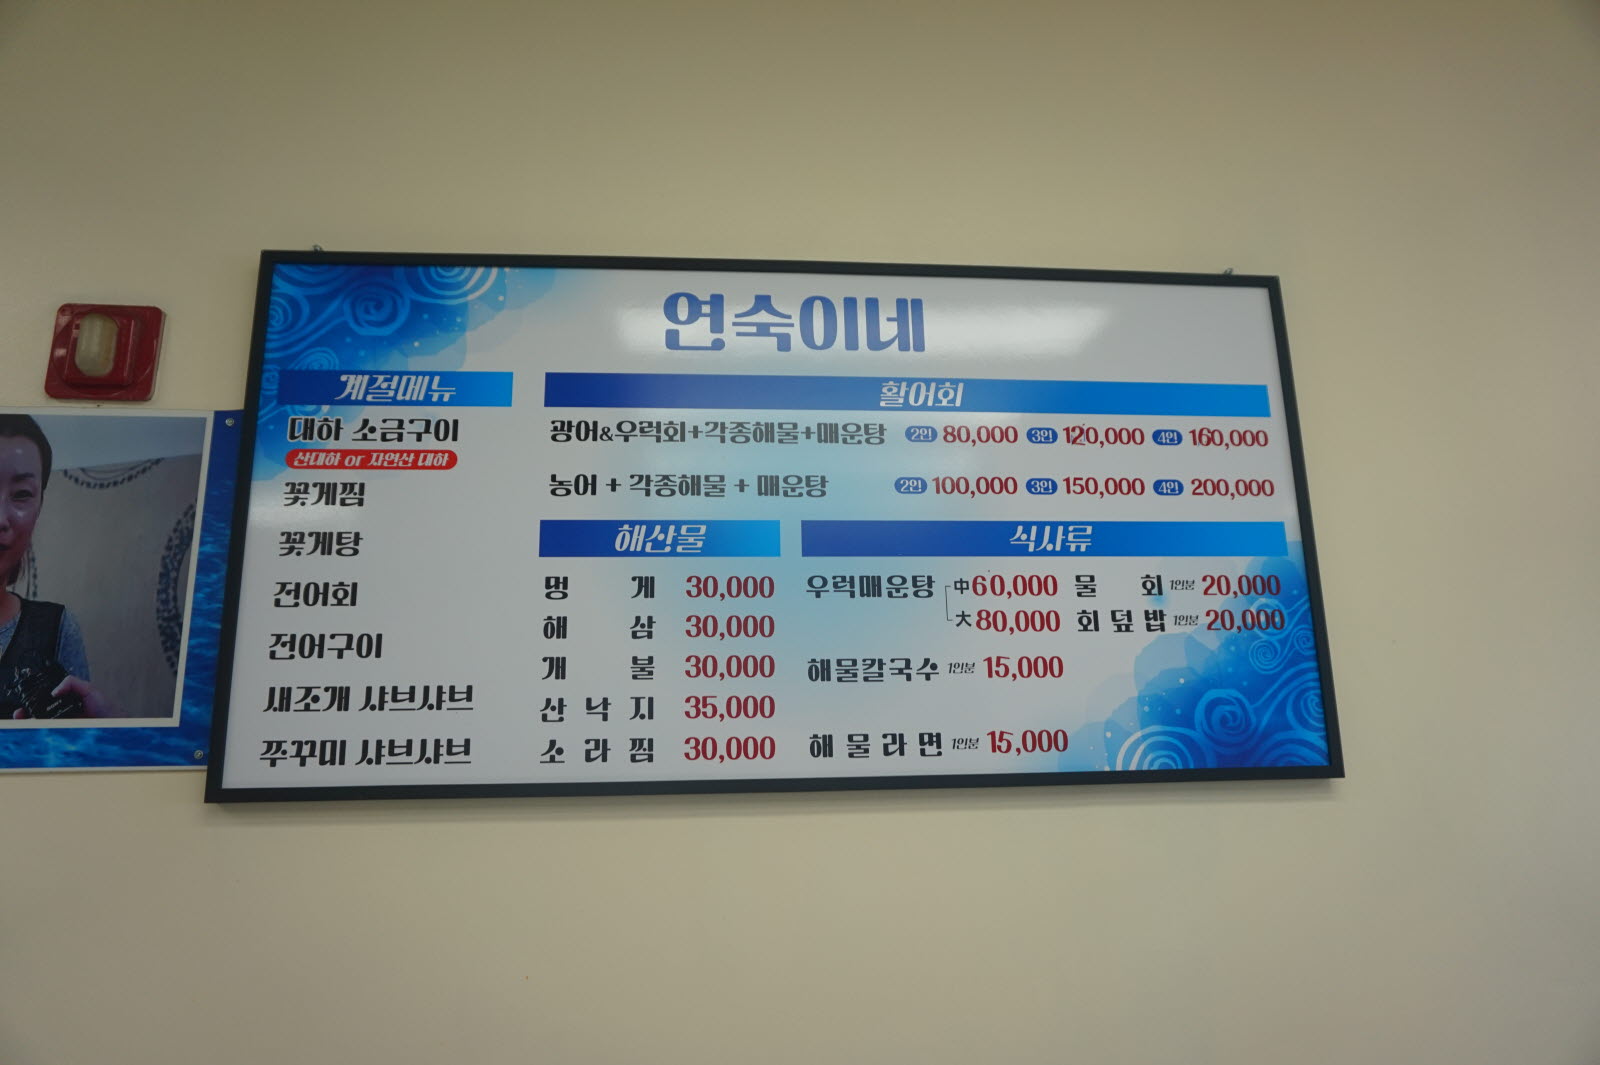 연숙이네
계절메뉴
대하 소금구이
산대하 or 자연산 대하
꽃게찜
꽃게탕
전어회
전어구이
새조개 샤브샤브
쭈꾸미 샤브샤브
활어회
광어&우럭회+각종해물+매운탕 2인 80,000 3인 120,000 4인 160,000
농어 + 각종해물 + 매운탕 2인 100,000 3인 150,000 4인 200,000
해산물
멍게 30,000
해삼 30,000
개불 30,000
산낙지 35,000
소라찜 30,000
식사류
우럭매운탕 中 60,000 물회 1인분 20,000
大 80,000 회덮밥 1인분 20,000
해물칼국수 1인분 15,000
해물라면 1인분 15,000